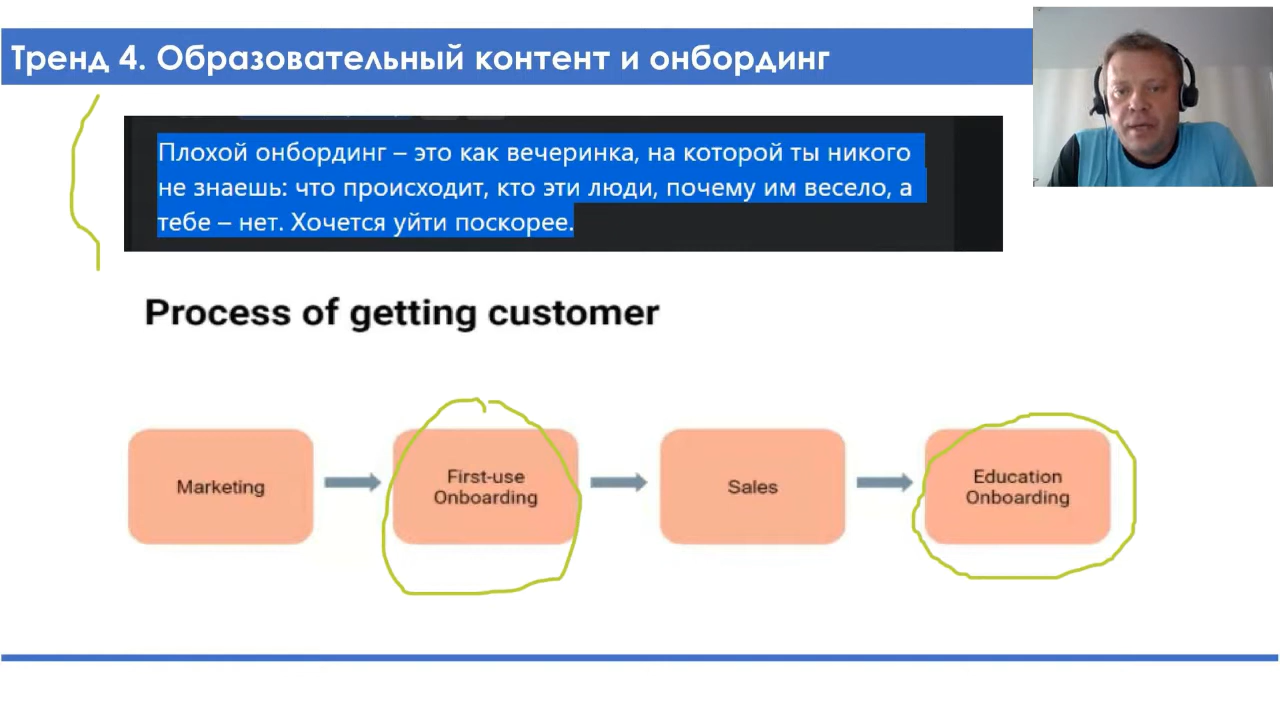 Тренд 4. Образовательный контент и онбординг
Плохой онбординг – это как вечеринка, на которой ты никого
не знаешь: что происходит, кто эти люди, почему им весело, а
тебе – нет. Хочется уйти поскорее.
Process of getting customer
Marketing
First-use
Onboarding
Sales
Education
Onboarding